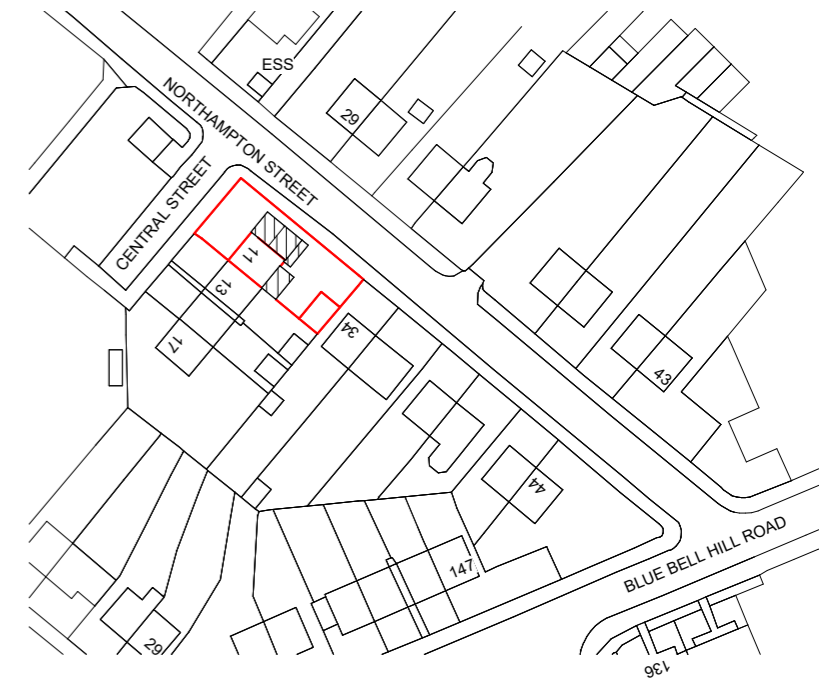 ESS
NORTHAMPTON STREET
29
CENTRAL STREET
11
13
17
34
43
44
147
BLUE BELL HILL ROAD
29
136